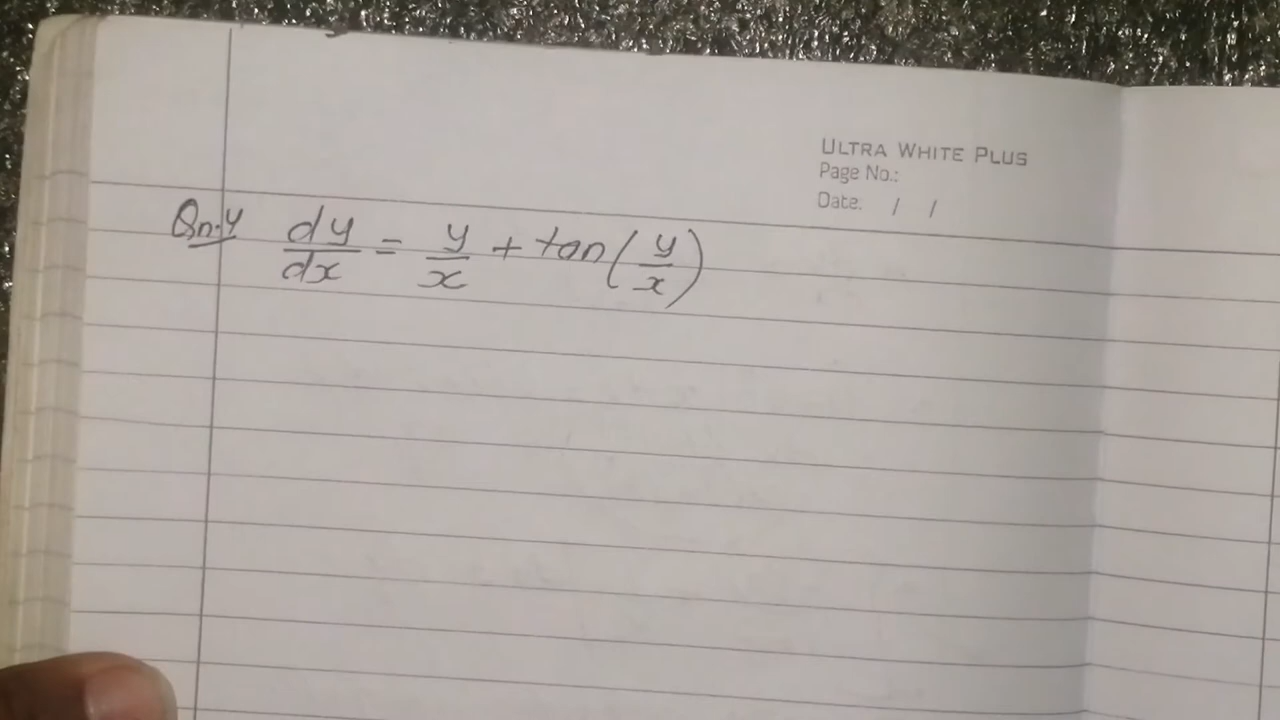 ULTRA WHITE PLUS
Page No.:
Date. / /
Qn.4 dy/dx = y/x + tan(y/x)